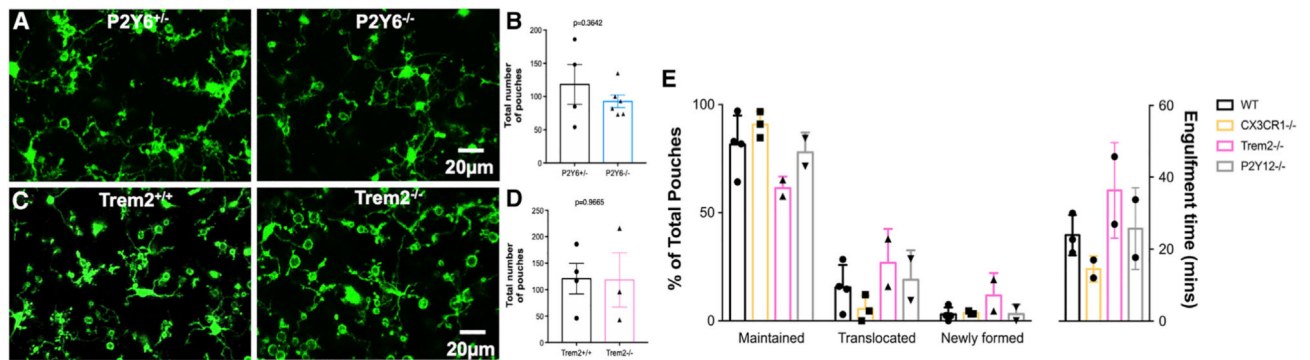 A
P2Y6+/-
P2Y6-/-
20μm
B
p=0.3642
Total number
of pouches
200
150
100
50
0
P2Y6+/-
P2Y6-/-
C
Trem2+/+
Trem2-/-
20μm
D
p=0.9665
Total number
of pouches
250
200
150
100
50
0
Trem2+/+
Trem2-/-
E
% of Total Pouches
100
50
0
Maintained
Translocated
Newly formed
60
40
20
0
Engulfment time (mins)
WT
CX3CR1-/-
Trem2-/-
P2Y12-/-